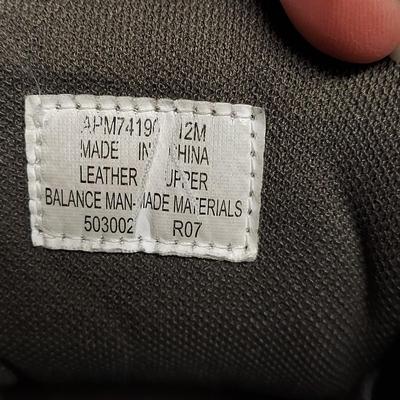 APM74190 12M
MADE IN CHINA
LEATHER UPPER
BALANCE MAN-MADE MATERIALS
503002 R07